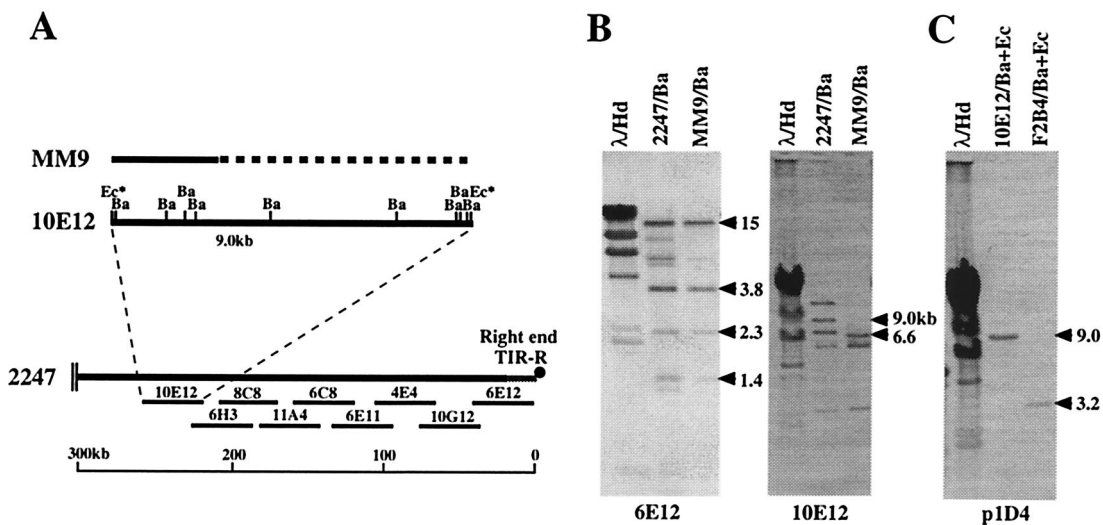 A
MM9
Ec*
Ba
Ba
Ba
Ba
Ba
Ba
BaEc*
BaBa
10E12
9.0kb
Right end
TIR-R
2247
10E12
8C8
6C8
4E4
6E12
6H3
11A4
6E11
10G12
300kb
200
100
0
B
λ/Hd
2247/Ba
MM9/Ba
15
3.8
2.3
1.4
6E12
λ/Hd
2247/Ba
MM9/Ba
9.0kb
6.6
10E12
C
λ/Hd
10E12/Ba+Ec
F2B4/Ba+Ec
9.0
3.2
p1D4